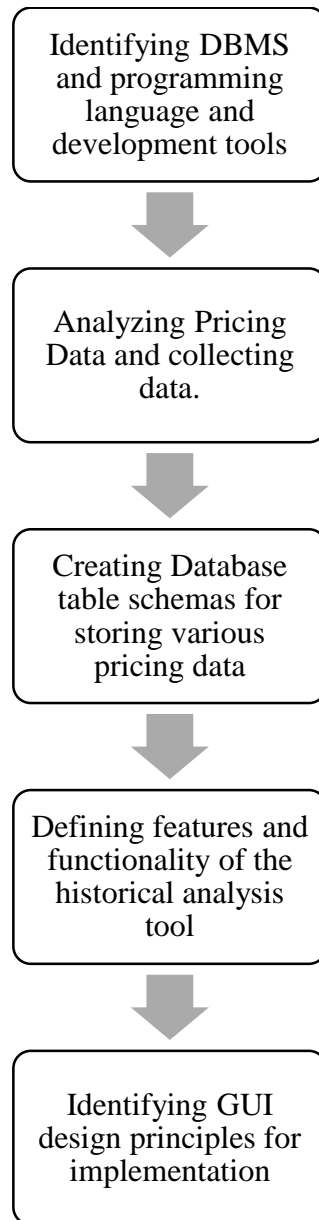 Identifying DBMS
and programming
language and
development tools
Analyzing Pricing
Data and collecting
data.
Creating Database
table schemas for
storing various
pricing data
Defining features and
functionality of the
historical analysis
tool
Identifying GUI
design principles for
implementation